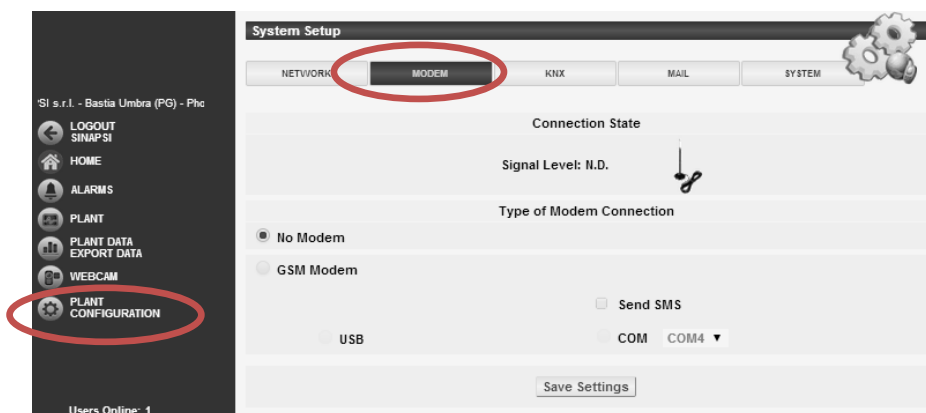 System Setup
NETWORK
MODEM
KNX
MAIL
SYSTEM
'SI s.r.l. - Bastia Umbra (PG) - Pho
LOGOUT
SINAPSI
HOME
ALARMS
PLANT
PLANT DATA
EXPORT DATA
WEBCAM
PLANT
CONFIGURATION
Users Online: 1
Connection State
Signal Level: N.D.
Type of Modem Connection
No Modem
GSM Modem
Send SMS
USB
COM COM4
Save Settings